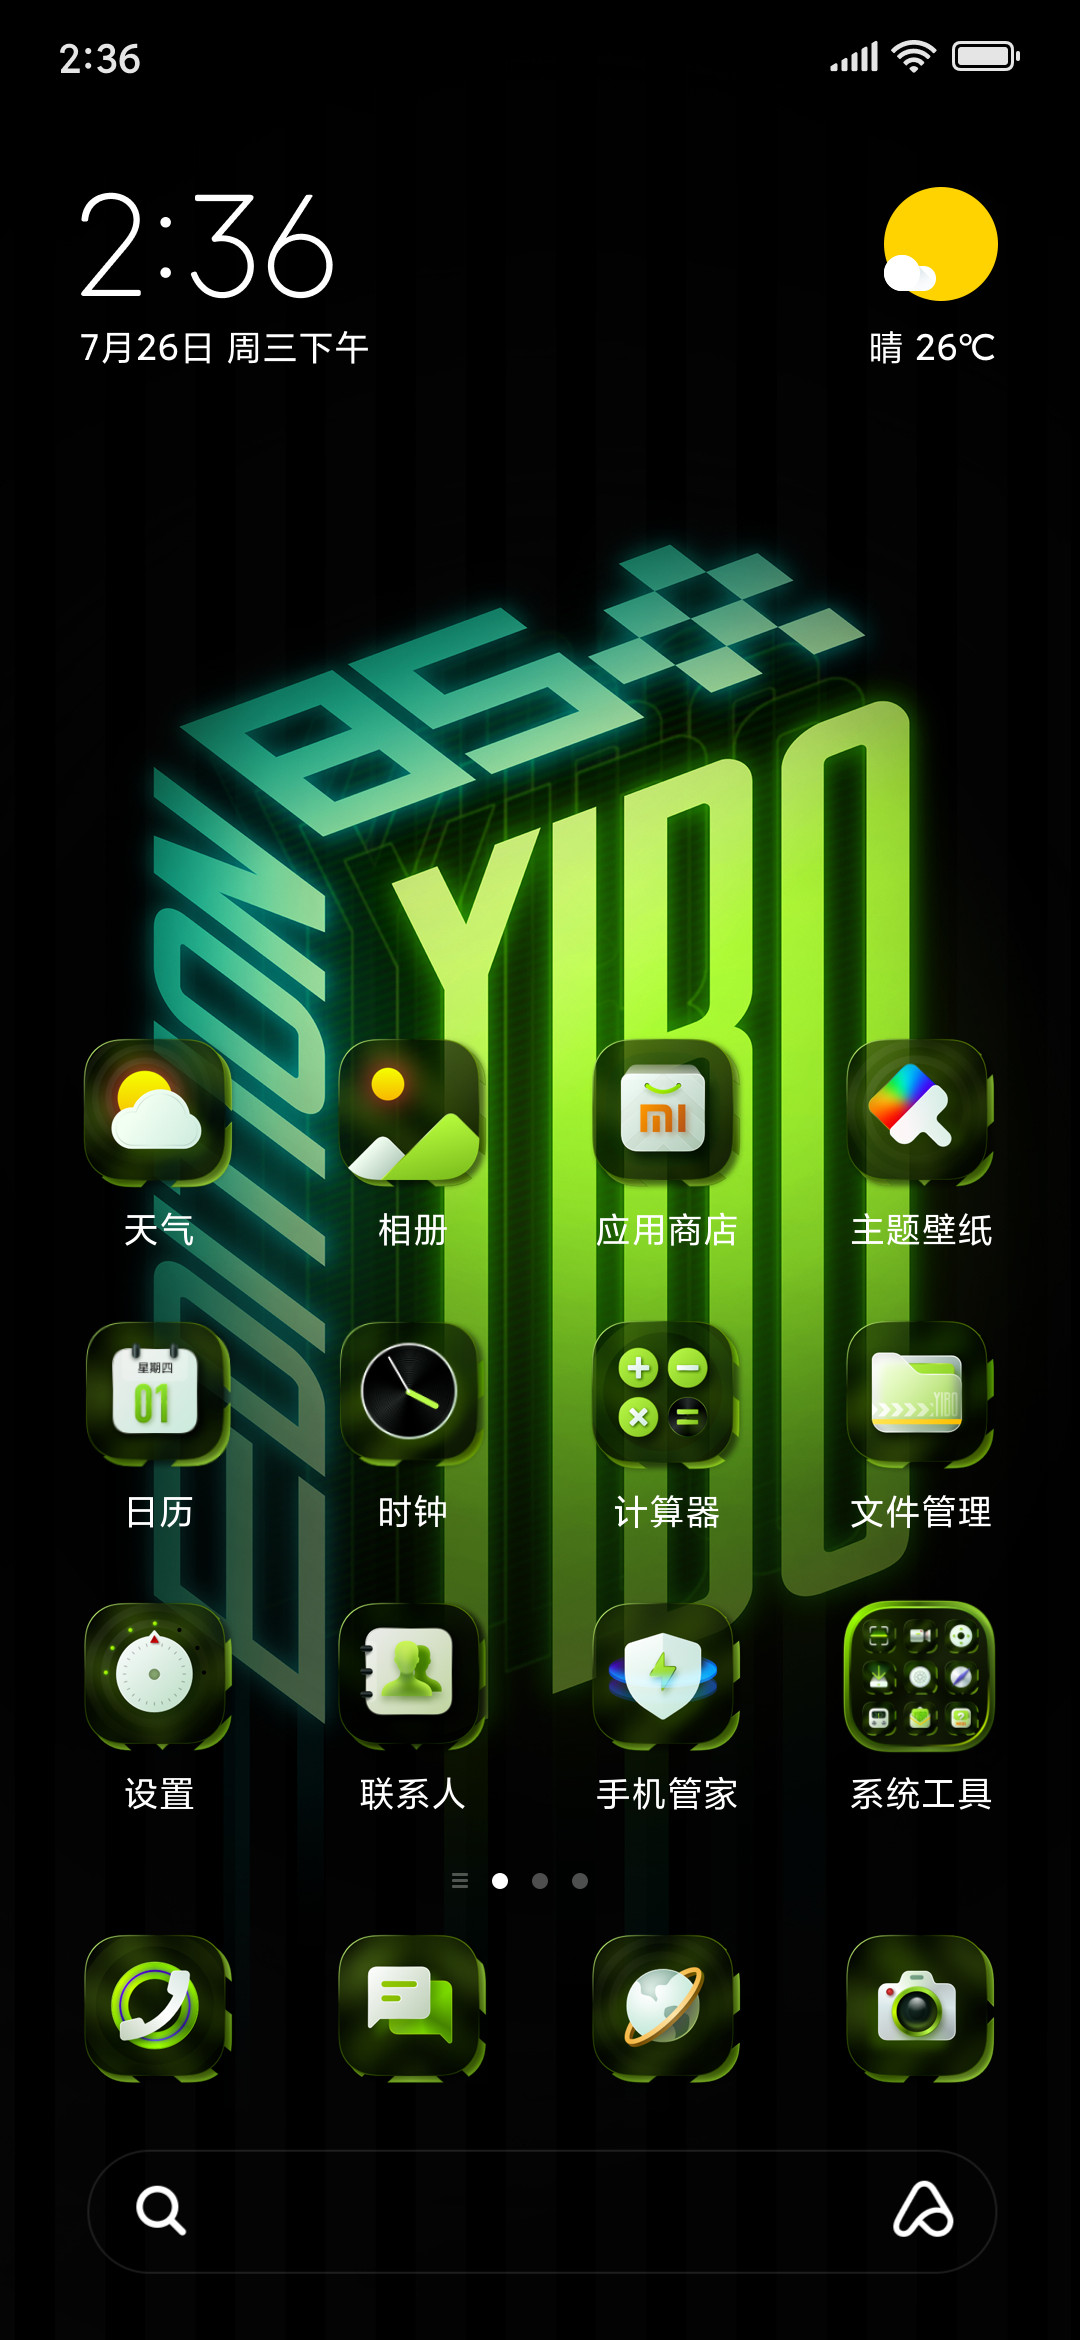 2:36
2:36
7月26日 周三下午
晴 26℃
85
EDITION
YIBO
mi
天气
相册
应用商店
主题壁纸
星期四
01
YIBO
日历
时钟
计算器
文件管理
设置
联系人
手机管家
系统工具